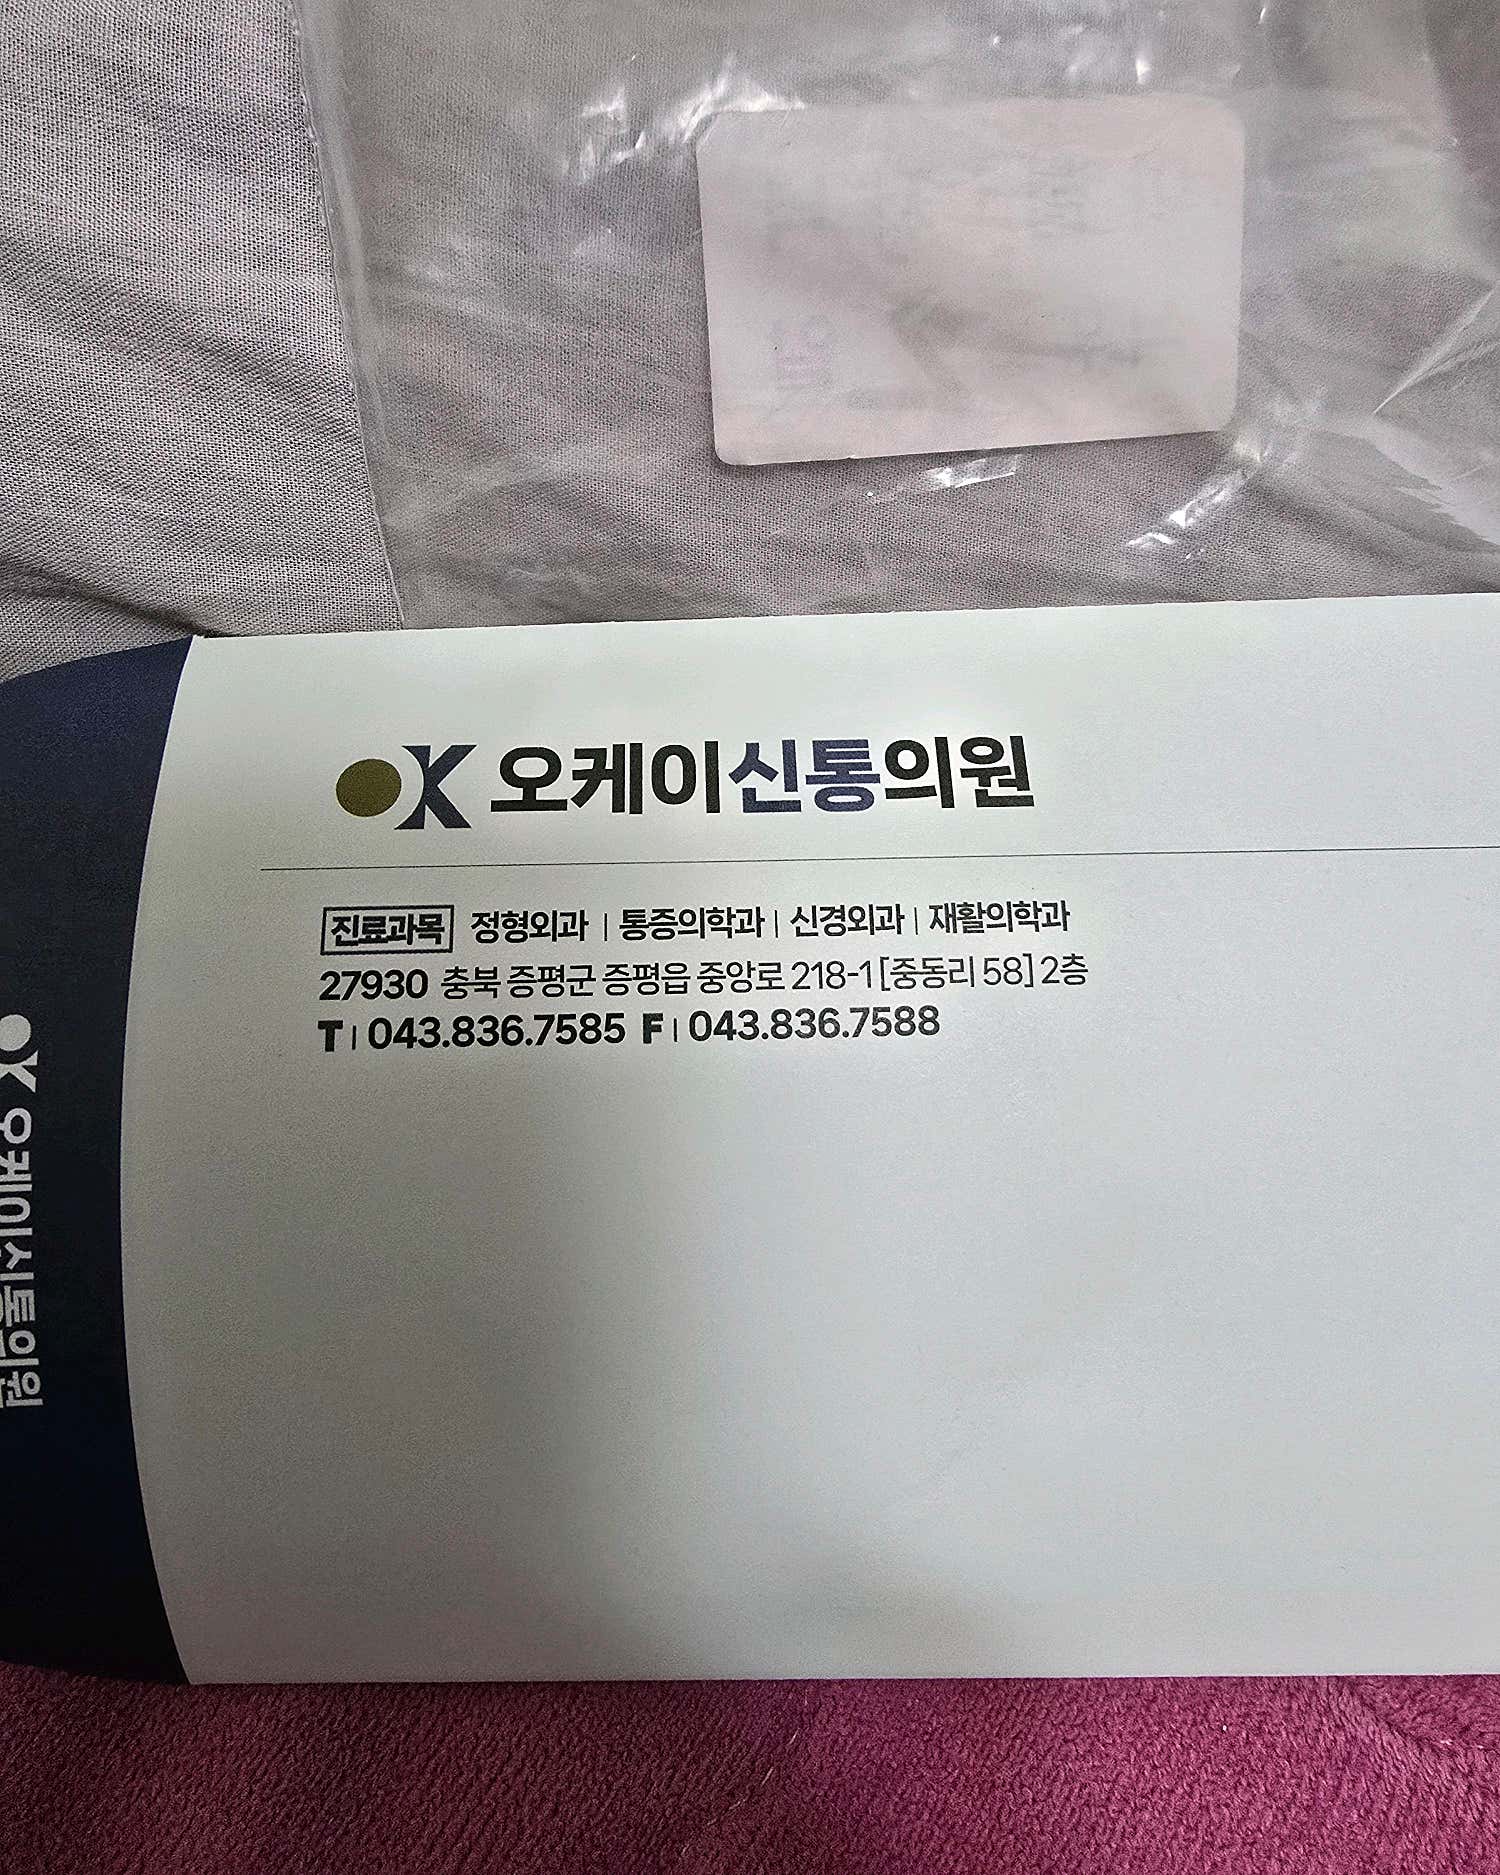 OK 오케이신통의원
진료과목 정형외과 | 통증의학과 | 신경외과 | 재활의학과
27930 충북 증평군 증평읍 중앙로 218-1 [중동리 58] 2층
T | 043.836.7585 F | 043.836.7588
OK 오케이신통의원